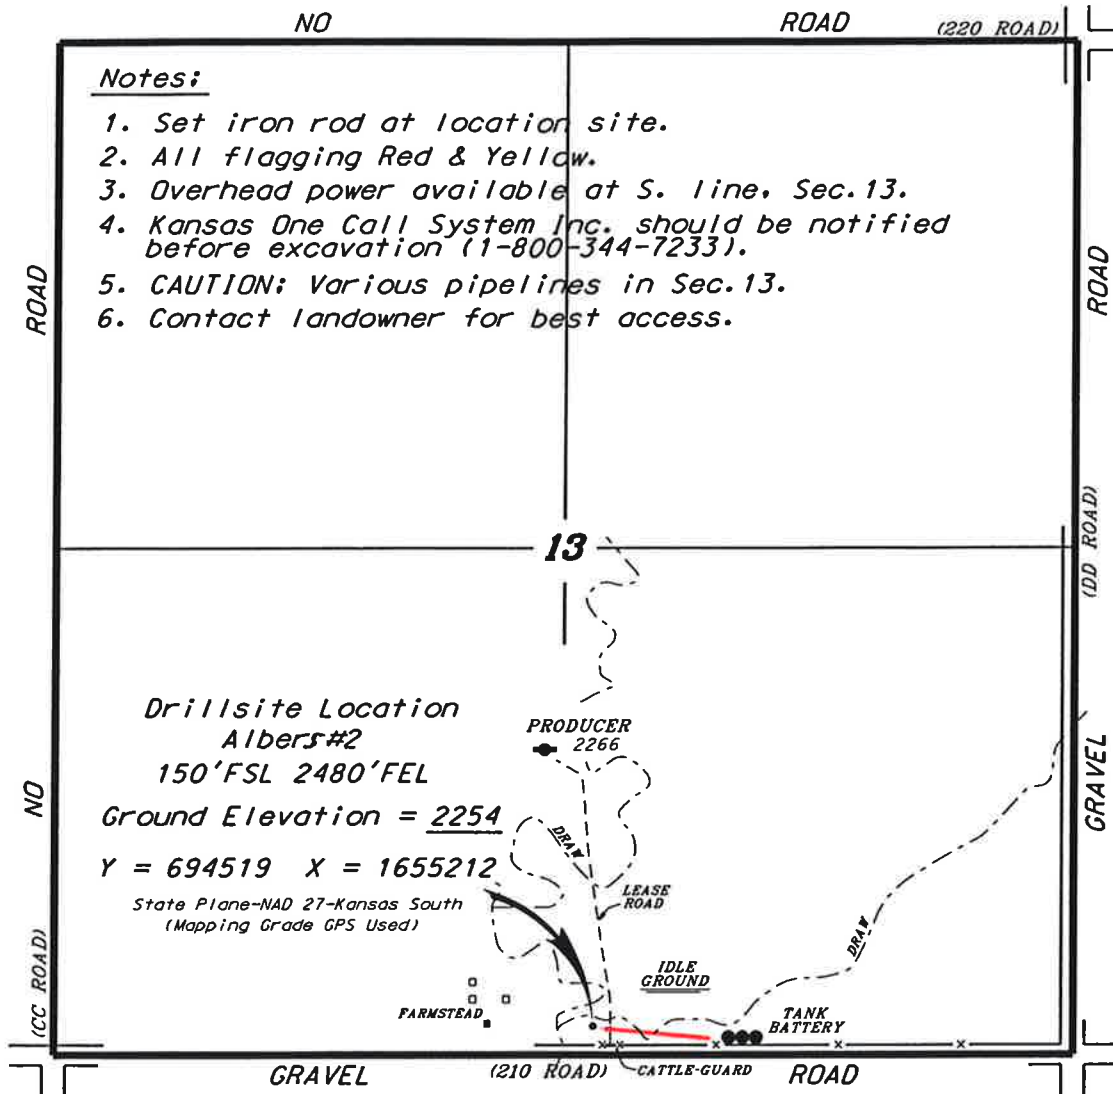 NO ROAD (220 ROAD)
Notes:
1. Set iron rod at location site.
2. All flagging Red & Yellow.
3. Overhead power available at S. line, Sec.13.
4. Kansas One Call System Inc. should be notified
before excavation (1-800-344-7233).
5. CAUTION: Various pipelines in Sec.13.
6. Contact landowner for best access.
ROAD
ROAD
13
(DD ROAD)
Drillsite Location
Albers #2
150'FSL 2480'FEL
Ground Elevation = 2254
Y = 694519 X = 1655212
State Plane-NAD 27-Kansas South
(Mapping Grade GPS Used)
PRODUCER
2266
DRAW
LEASE
ROAD
NO
GRAVEL
(CC ROAD)
DRAW
IDLE
GROUND
FARMSTEAD
TANK
BATTERY
GRAVEL (210 ROAD) CATTLE-GUARD ROAD